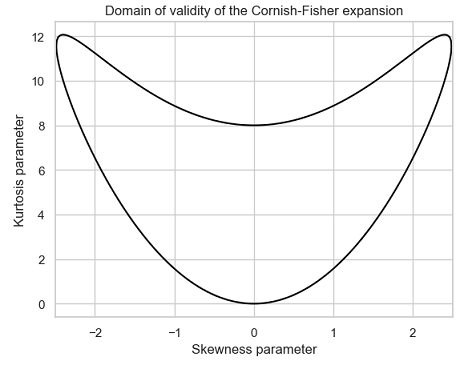 Domain of validity of the Cornish-Fisher expansion
12
10
8
6
4
2
0
Kurtosis parameter
−2 −1 0 1 2
Skewness parameter